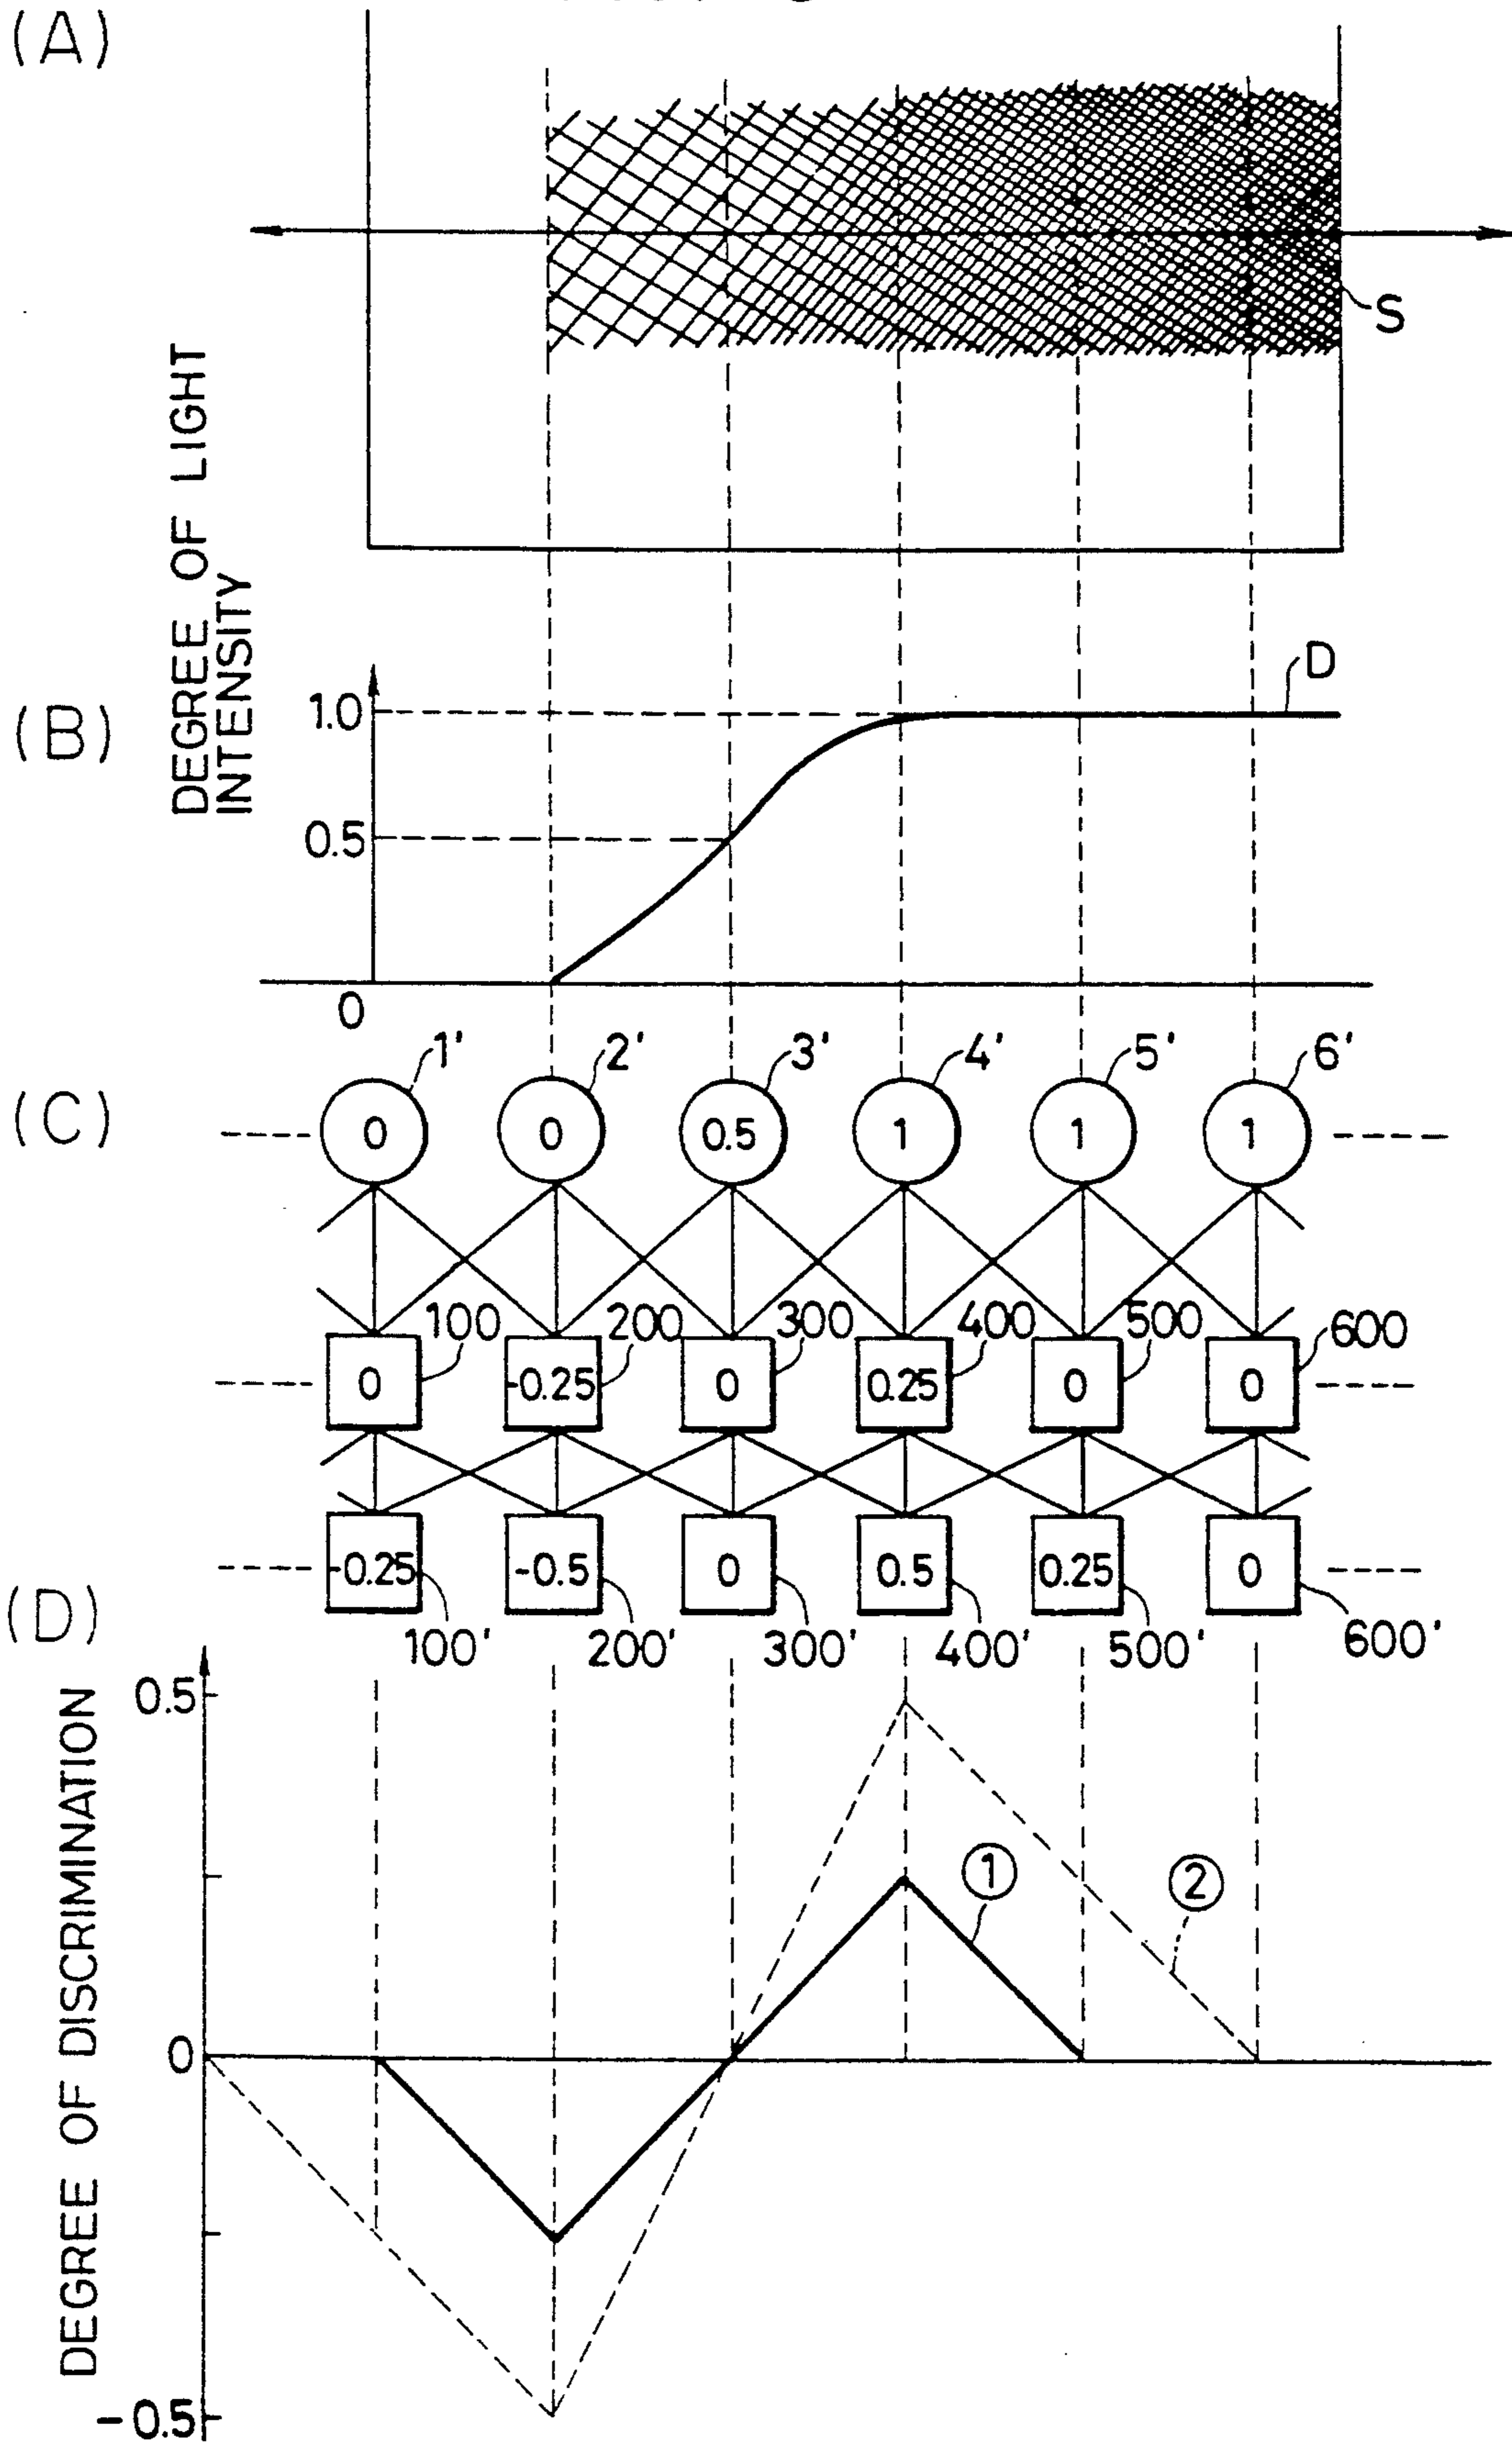 (A)
S
DEGREE OF LIGHT
INTENSITY
(B)
1.0
D
0.5
0
(C)
1' 2' 3' 4' 5' 6'
0 0 0.5 1 1 1
100 200 300 400 500 600
0 -0.25 0 0.25 0 0
-0.25 -0.5 0 0.5 0.25 0
100' 200' 300' 400' 500' 600'
(D)
DEGREE OF DISCRIMINATION
0.5
① ②
0
-0.5